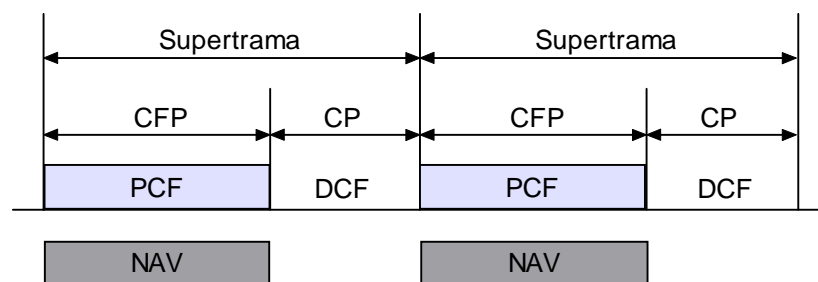 Supertrama Supertrama
CFP CP CFP CP
PCF DCF PCF DCF
NAV NAV